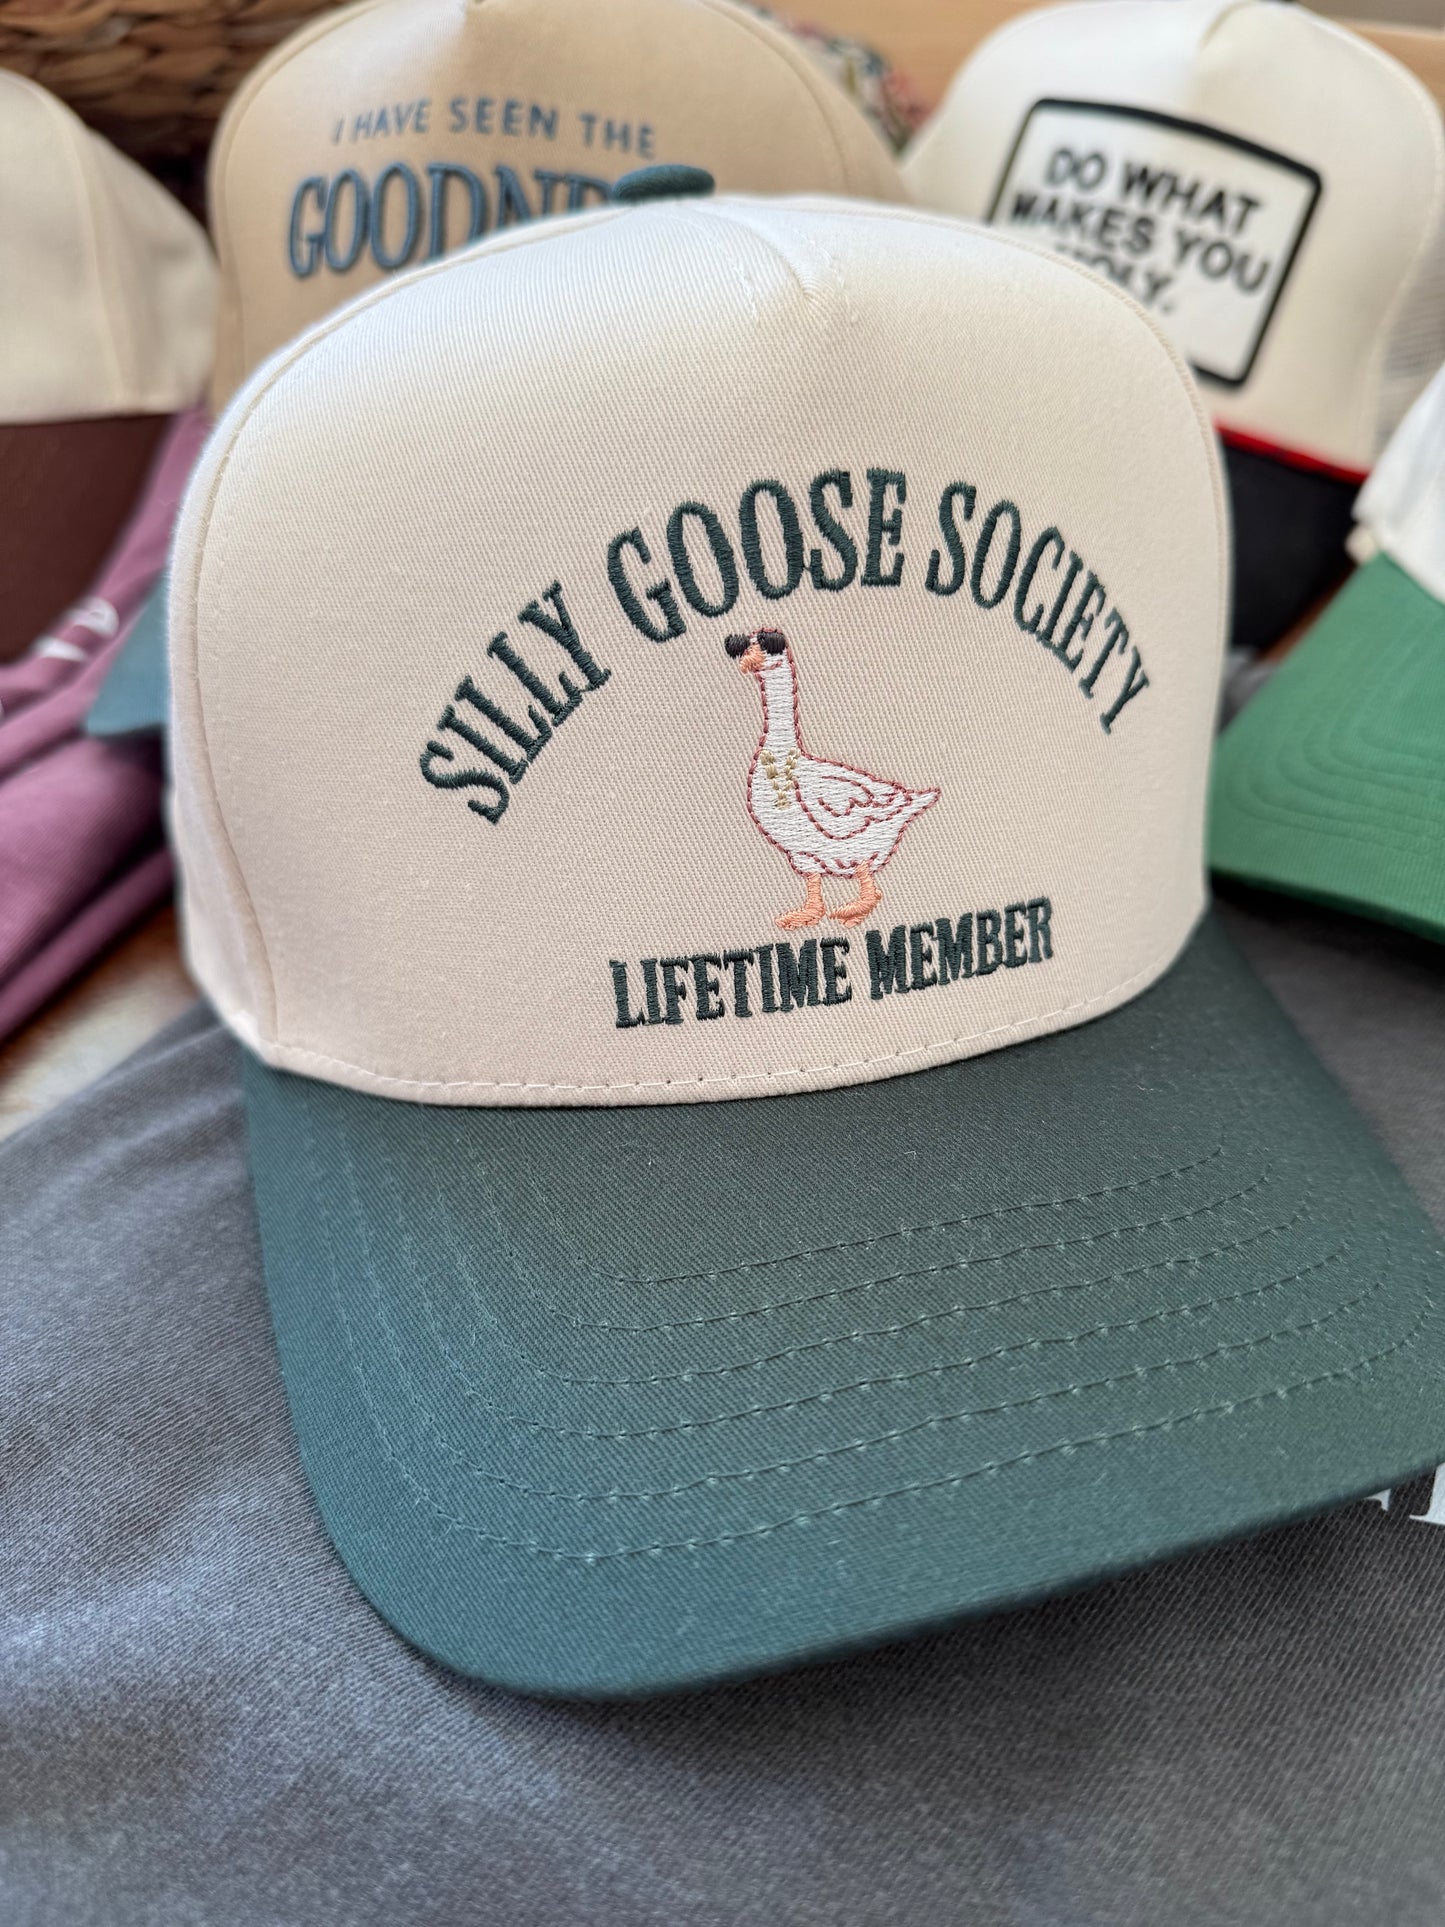 I HAVE SEEN THE
DO WHAT
MAKES YOU
SILLY GOOSE SOCIETY
LIFETIME MEMBER